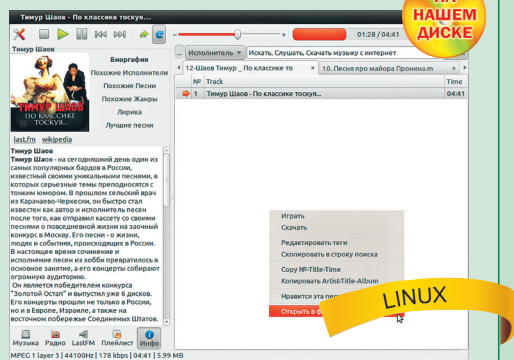 Тимур Шаов - По классике тоскуя...
НА
НАШЕМ
ДИСКЕ
01:28 / 04:41
Тимур Шаов
Биография
Похожие Исполнители
Похожие Песни
Похожие Жанры
Лирика
Лучшие песни
ТИМУР ШАОВ
ПО КЛАССИКЕ
ТОСКУЯ...
last.fm wikipedia
Тимур Шаов
Тимур Шаов - на сегодняшний день один из
самых популярных бардов в России,
известный своими уникальными песнями, в
которых серьезные темы преподносятся с
тонким юмором. В прошлом сельский врач
из Карачаево-Черкесии, он быстро стал
известен как автор и исполнитель песен
после того, как отправил кассету со своими
песнями о повседневной жизни на заочный
конкурс в Москву. Его песни - о жизни,
людях и событиях, происходящих в России.
В настоящее время сочинение и
исполнение песен из хобби превратилось в
основное занятие, а его концерты собирают
огромную аудиторию.
Он является победителем конкурса
"Золотой Остап" и выпустил уже 6 дисков.
Его концерты прошли не только в России,
но и в Европе, Израиле, а также на
восточном побережье Соединеных Штатов.
Музыка Радио LastFM Плейлист Инфо
MPEG 1 layer 3 | 44100Hz | 178 kbps | 04:41 | 5.99 MB
... Исполнитель Искать, Слушать, Скачать музыку с интернет
12-Шаов Тимур _ По классике то x 10. Песня про майора Пронина.m x
№ Track Time
1 Тимур Шаов - По классике тоскуя... 04:41
Играть
Скачать
Редактировать теги
Скопировать в строку поиска
Copy №-Title-Time
Копировать Artist-Title-Album
Нравится эта
Открыть в
LINUX